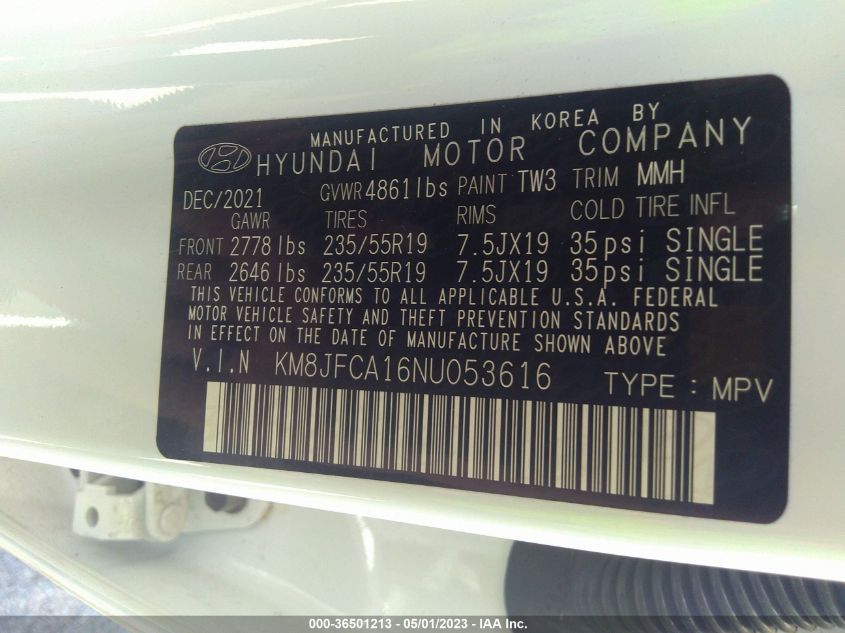 MANUFACTURED IN KOREA BY
HYUNDAI MOTOR COMPANY
DEC/2021 GVWR 4861 lbs PAINT TW3 TRIM MMH
GAWR TIRES RIMS COLD TIRE INFL
FRONT 2778 lbs 235/55R19 7.5JX19 35psi SINGLE
REAR 2646 lbs 235/55R19 7.5JX19 35psi SINGLE
THIS VEHICLE CONFORMS TO ALL APPLICABLE U.S.A. FEDERAL
MOTOR VEHICLE SAFETY AND THEFT PREVENTION STANDARDS
IN EFFECT ON THE DATE OF MANUFACTURE SHOWN ABOVE
V.I.N KM8JFCA16NU053616 TYPE : MPV
000-36501213 - 05/01/2023 - IAA Inc.